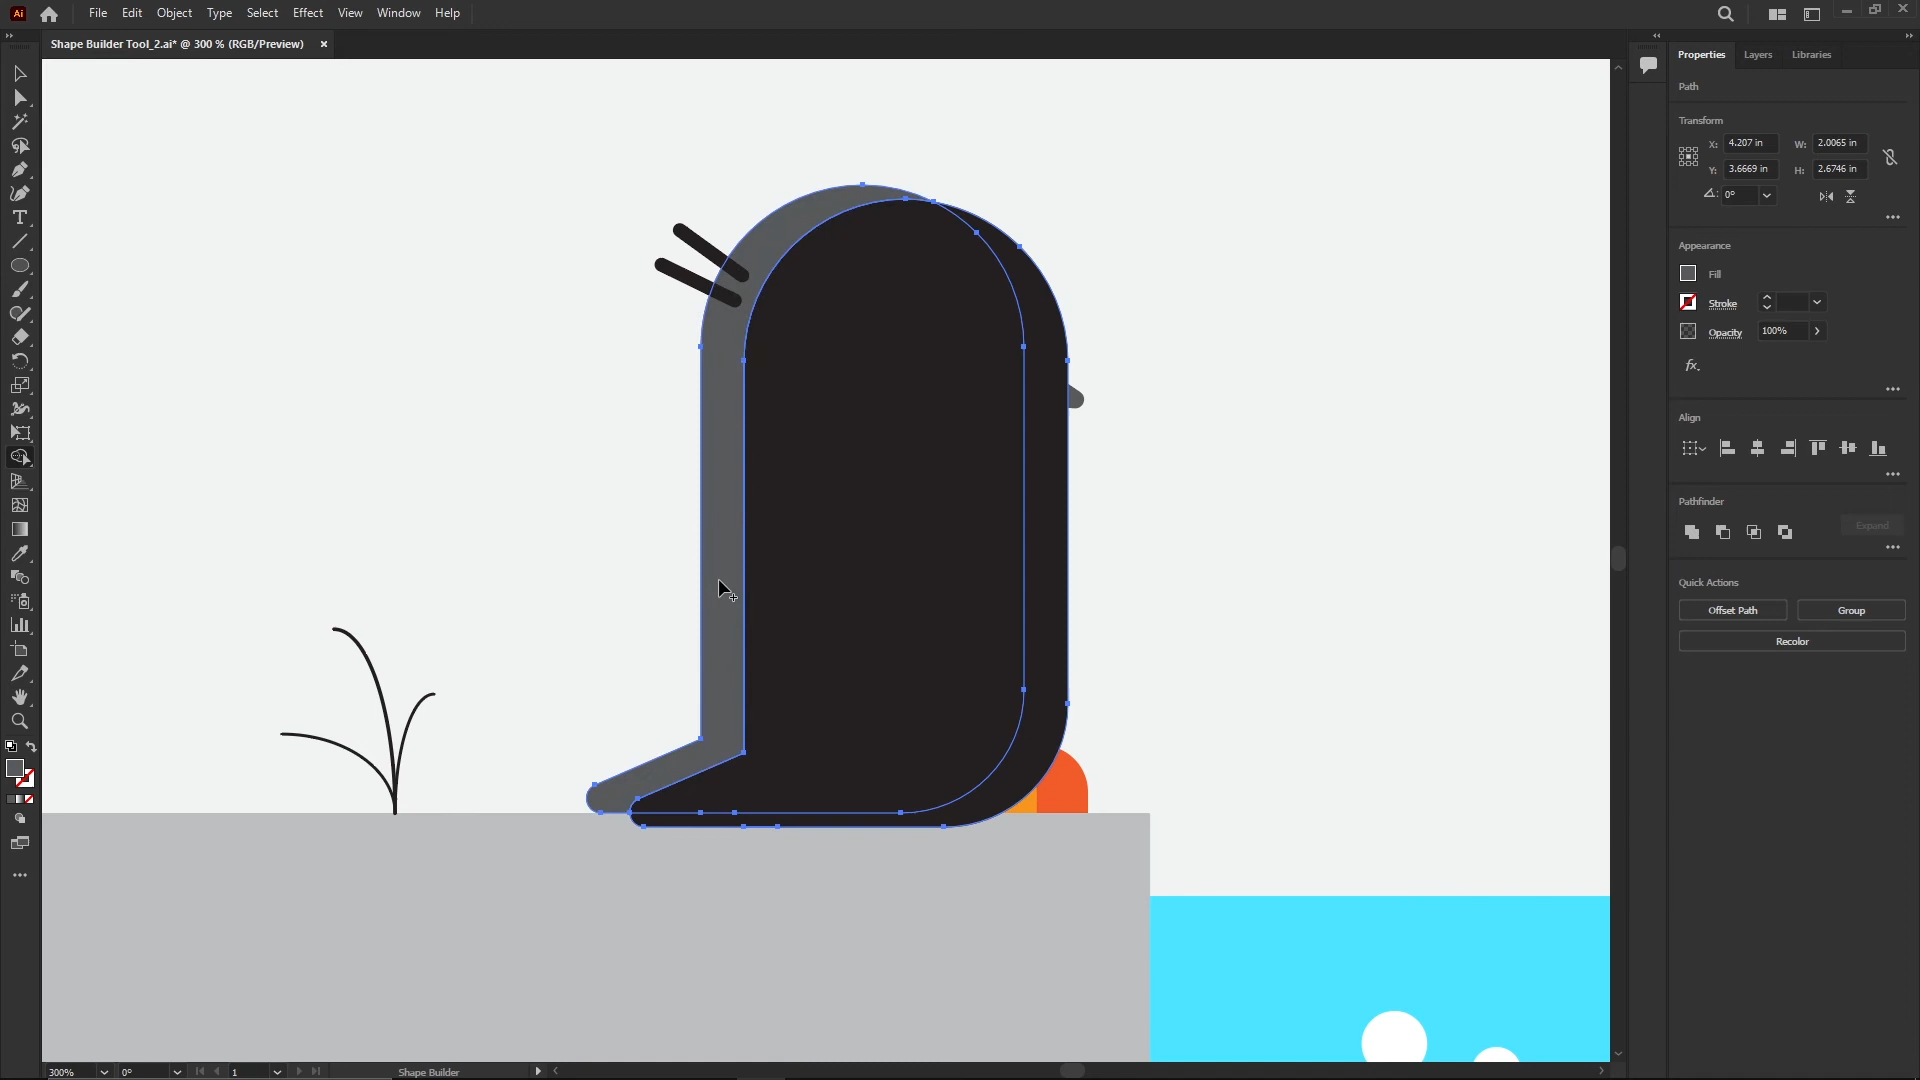 Ai
File Edit Object Type Select Effect View Window Help
Shape Builder Tool_2.ai* @ 300 % (RGB/Preview) ×
Properties Layers Libraries
Path
Transform
X: 4.207 in W: 2.0065 in
Y: 3.6669 in H: 2.6746 in
0°
Appearance
Fill
Stroke
Opacity 100%
fx.
Align
Pathfinder
Expand
Quick Actions
Offset Path Group
Recolor
300% 0° 1 Shape Builder